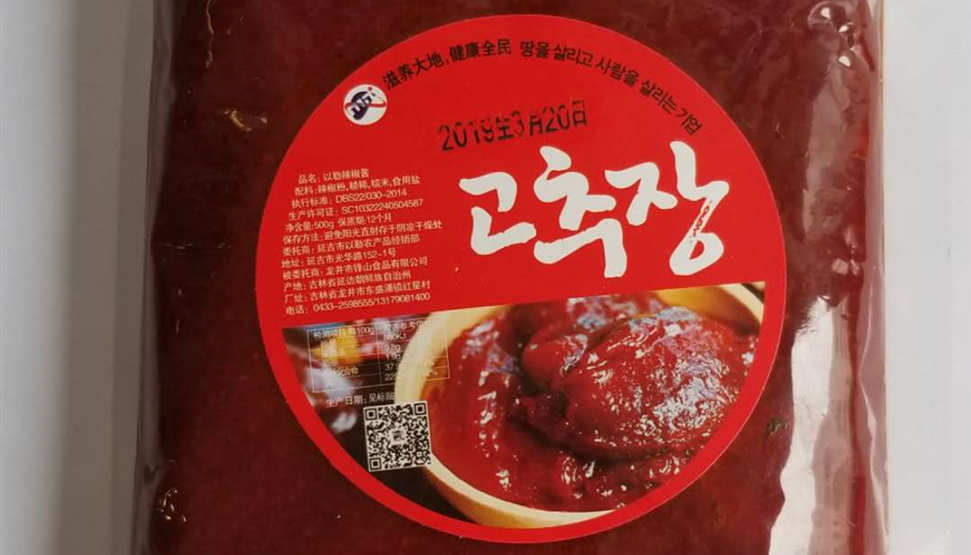 滋养大地,健康全民 땅을 살리고 사람을 살리는 기업
2019年3月20日
고추장
品名：以勒辣椒酱
配料：辣椒粉,糖稀,糯米,食用盐
执行标准：DBS22/030-2014
生产许可证：SC10322240504587
净含量:500g 保质期:12个月
保存方法：避免阳光直射存于阴凉干燥处
委托商：延吉市以勒农产品经销部
地址：延吉市光华路152-1号
被委托商：龙井市锋山食品有限公司
产地：吉林省延边朝鲜族自治州
厂址：吉林省龙井市东盛涌镇红星村
电话：0433-2598555/13179081400
生产日期：见标